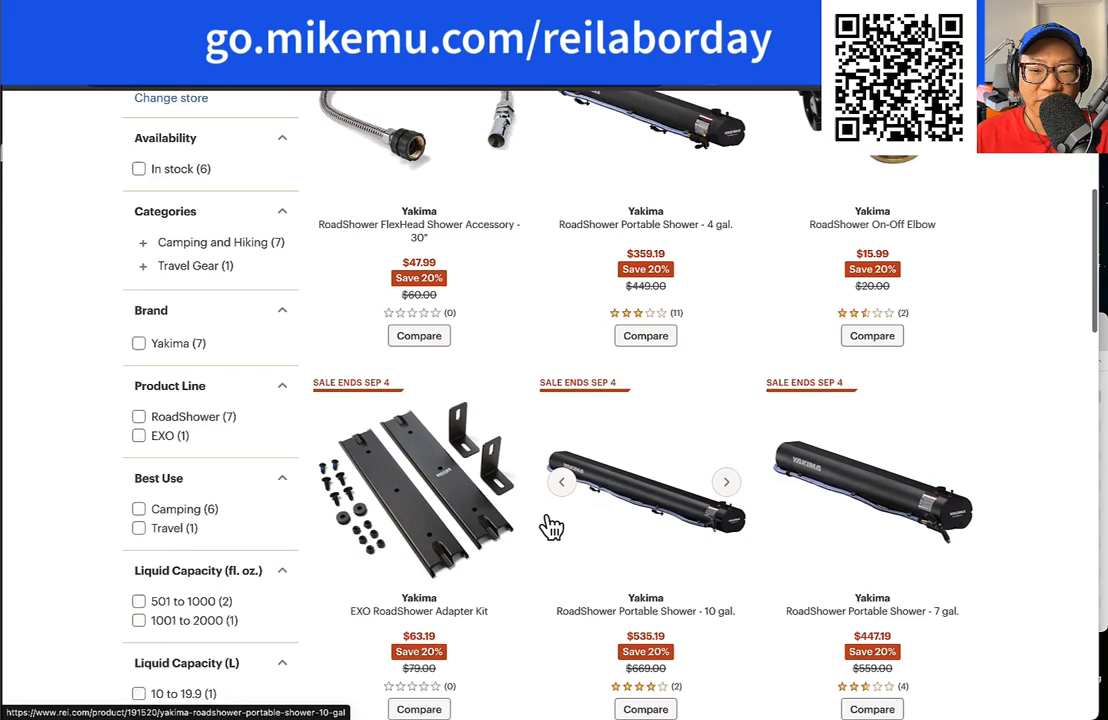 go.mikemu.com/reilaborday
Change store
Availability
In stock (6)
Categories
+ Camping and Hiking (7)
+ Travel Gear (1)
Brand
Yakima (7)
Product Line
RoadShower (7)
EXO (1)
Best Use
Camping (6)
Travel (1)
Liquid Capacity (fl. oz.)
501 to 1000 (2)
1001 to 2000 (1)
Liquid Capacity (L)
10 to 19.9 (1)
https://www.rei.com/product/191520/yakima-roadshower-portable-shower-10-gal
Yakima
RoadShower FlexHead Shower Accessory -
30"
$47.99
Save 20%
$60.00
(0)
Compare
YAKIMA
Yakima
RoadShower Portable Shower - 4 gal.
$359.19
Save 20%
$449.00
(11)
Compare
Yakima
RoadShower On-Off Elbow
$15.99
Save 20%
$20.00
(2)
Compare
SALE ENDS SEP 4
Yakima
EXO RoadShower Adapter Kit
$63.19
Save 20%
$79.00
(0)
Compare
SALE ENDS SEP 4
YAKIMA
Yakima
RoadShower Portable Shower - 10 gal.
$535.19
Save 20%
$669.00
(2)
Compare
SALE ENDS SEP 4
YAKIMA
Yakima
RoadShower Portable Shower - 7 gal.
$447.19
Save 20%
$559.00
(4)
Compare